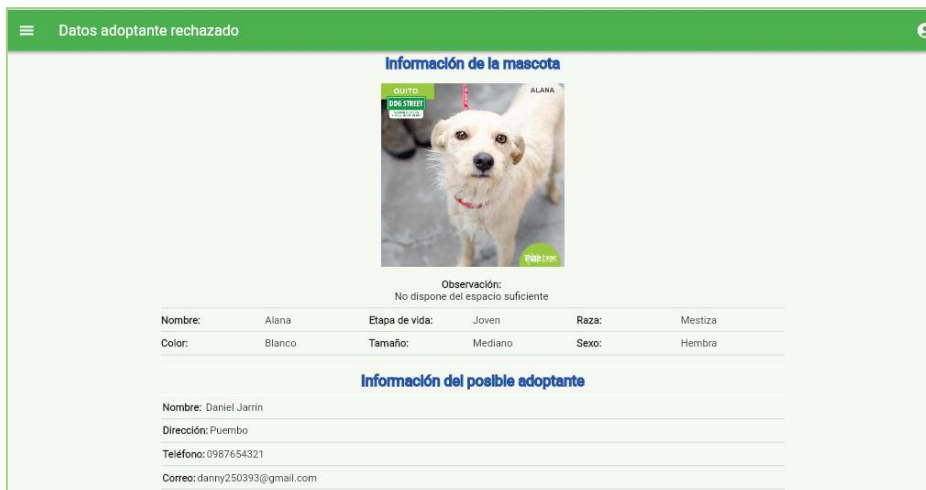 Datos adoptante rechazado
Información de la mascota
QUITO
ALANA
DOG STREET
Observación:
No dispone del espacio suficiente
Nombre: Alana Etapa de vida: Joven Raza: Mestiza
Color: Blanco Tamaño: Mediano Sexo: Hembra
Información del posible adoptante
Nombre: Daniel Jarrín
Dirección: Puembo
Teléfono: 0987654321
Correo: danny250393@gmail.com